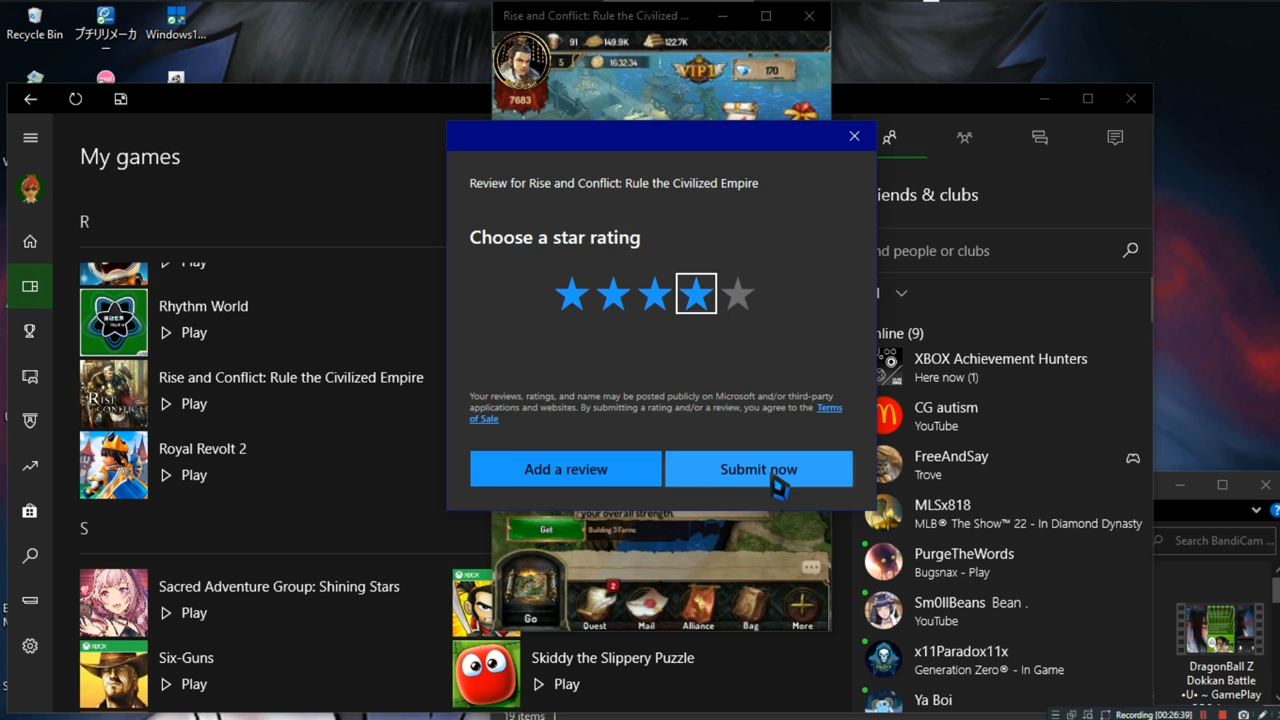 Recycle Bin
プチリメーカ
Windows1...
Rise and Conflict: Rule the Civilized ...
91
149.9K
122.7K
5
16:32:34
VIP1
170
7683
My games
R
Play
Rhythm World
Play
Rise and Conflict: Rule the Civilized Empire
Play
Royal Revolt 2
Play
S
Sacred Adventure Group: Shining Stars
Play
Six-Guns
Play
XBOX
Skiddy the Slippery Puzzle
Play
19 items
Review for Rise and Conflict: Rule the Civilized Empire
Choose a star rating
Your reviews, ratings, and name may be posted publicly on Microsoft and/or third-party
applications and websites. By submitting a rating and/or a review, you agree to the Terms
of Sale
Add a review
Submit now
your overall strength.
Get
Building 3 Farms
Go
2
Quest
Mail
Alliance
Bag
More
iends & clubs
nd people or clubs
nline (9)
XBOX Achievement Hunters
Here now (1)
CG autism
YouTube
FreeAndSay
Trove
MLSx818
MLB® The Show™ 22 - In Diamond Dynasty
PurgeTheWords
Bugsnax - Play
Sm0llBeans Bean .
YouTube
x11Paradox11x
Generation Zero® - In Game
Ya Boi
Search BandiCam ...
DragonBall Z
Dokkan Battle
•U• ~ GamePlay
Recording [00:26:39]